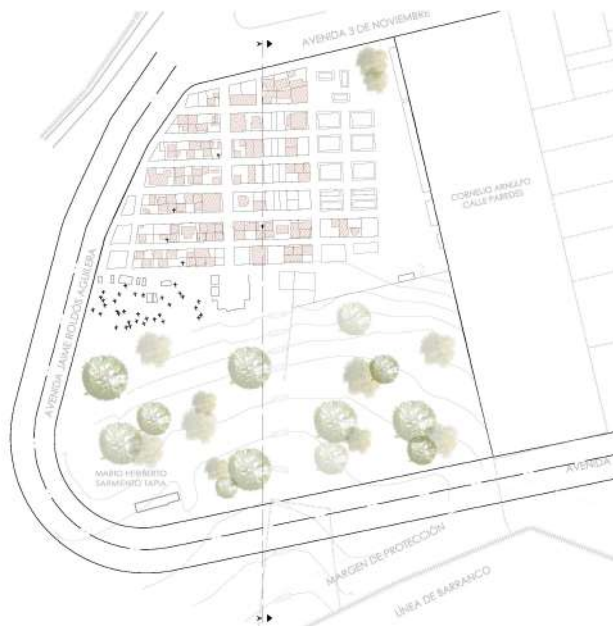 AVENIDA 3 DE NOVIEMBRE
CORNELIO ARNULFO
CALLE PAREDES
AVENIDA JAIME ROLDÓS AGUILERA
MARIO HERIBERTO
SARMIENTO TAPIA
AVENIDA
MARGEN DE PROTECCIÓN
LÍNEA DE BARRANCO